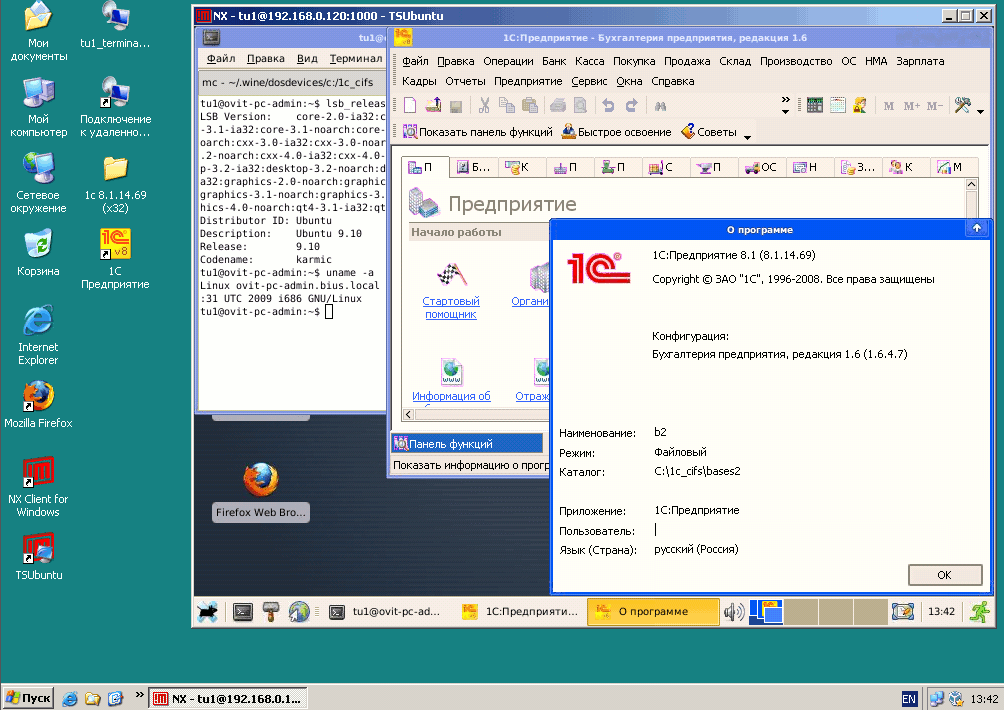 Мои
документы
tu1_termina...
Мой
компьютер
Подключение
к удаленно...
Сетевое
окружение
1с 8.1.14.69
(x32)
Корзина
1С
Предприятие
Internet
Explorer
Mozilla Firefox
NX Client for
Windows
TSUbuntu
NX - tu1@192.168.0.120:1000 - TSUbuntu
tu1@
Файл Правка Вид Терминал
mc - ~/.wine/dosdevices/c:/1c_cifs
tu1@ovit-pc-admin:~$ lsb_releas
LSB Version: core-2.0-ia32:c
-3.1-ia32:core-3.1-noarch:core-
oarch:cxx-3.0-ia32:cxx-3.0-noar
.2-noarch:cxx-4.0-ia32:cxx-4.0-
p-3.2-ia32:desktop-3.2-noarch:d
a32:graphics-2.0-noarch:graphic
graphics-3.1-noarch:graphics-3.
hics-4.0-noarch:qt4-3.1-ia32:qt
Distributor ID: Ubuntu
Description: Ubuntu 9.10
Release: 9.10
Codename: karmic
tu1@ovit-pc-admin:~$ uname -a
Linux ovit-pc-admin.bius.local
:31 UTC 2009 i686 GNU/Linux
tu1@ovit-pc-admin:~$
Firefox Web Bro...
1С:Предприятие - Бухгалтерия предприятия, редакция 1.6
Файл Правка Операции Банк Касса Покупка Продажа Склад Производство ОС НМА Зарплата
Кадры Отчеты Предприятие Сервис Окна Справка
M M+ M-
Показать панель функций Быстрое освоение Советы
П Б... К П П С П ОС Н З... К М
Предприятие
Начало работы
Стартовый
помощник
Органи
Информация об
Отраж
Панель функций
Показать информацию о прогр
О программе
1С:Предприятие 8.1 (8.1.14.69)
Copyright © ЗАО "1С", 1996-2008. Все права защищены
Конфигурация:
Бухгалтерия предприятия, редакция 1.6 (1.6.4.7)
Наименование: b2
Режим: Файловый
Каталог: C:\1c_cifs\bases2
Приложение: 1С:Предприятие
Пользователь:
Язык (Страна): русский (Россия)
OK
tu1@ovit-pc-ad... 1С:Предприяти... О программе 13:42
Пуск NX - tu1@192.168.0.1... EN 13:42